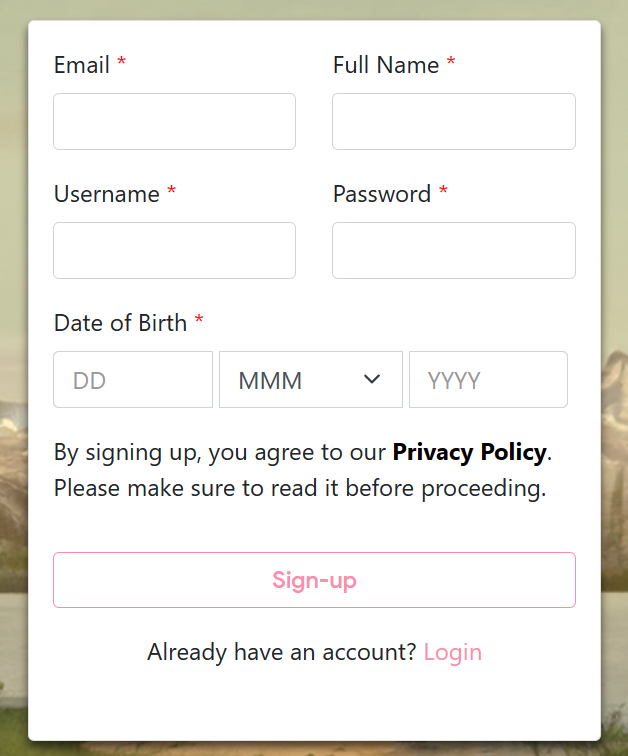 Email *
Full Name *
Username *
Password *
Date of Birth *
DD
MMM
YYYY
By signing up, you agree to our Privacy Policy.
Please make sure to read it before proceeding.
Sign-up
Already have an account? Login